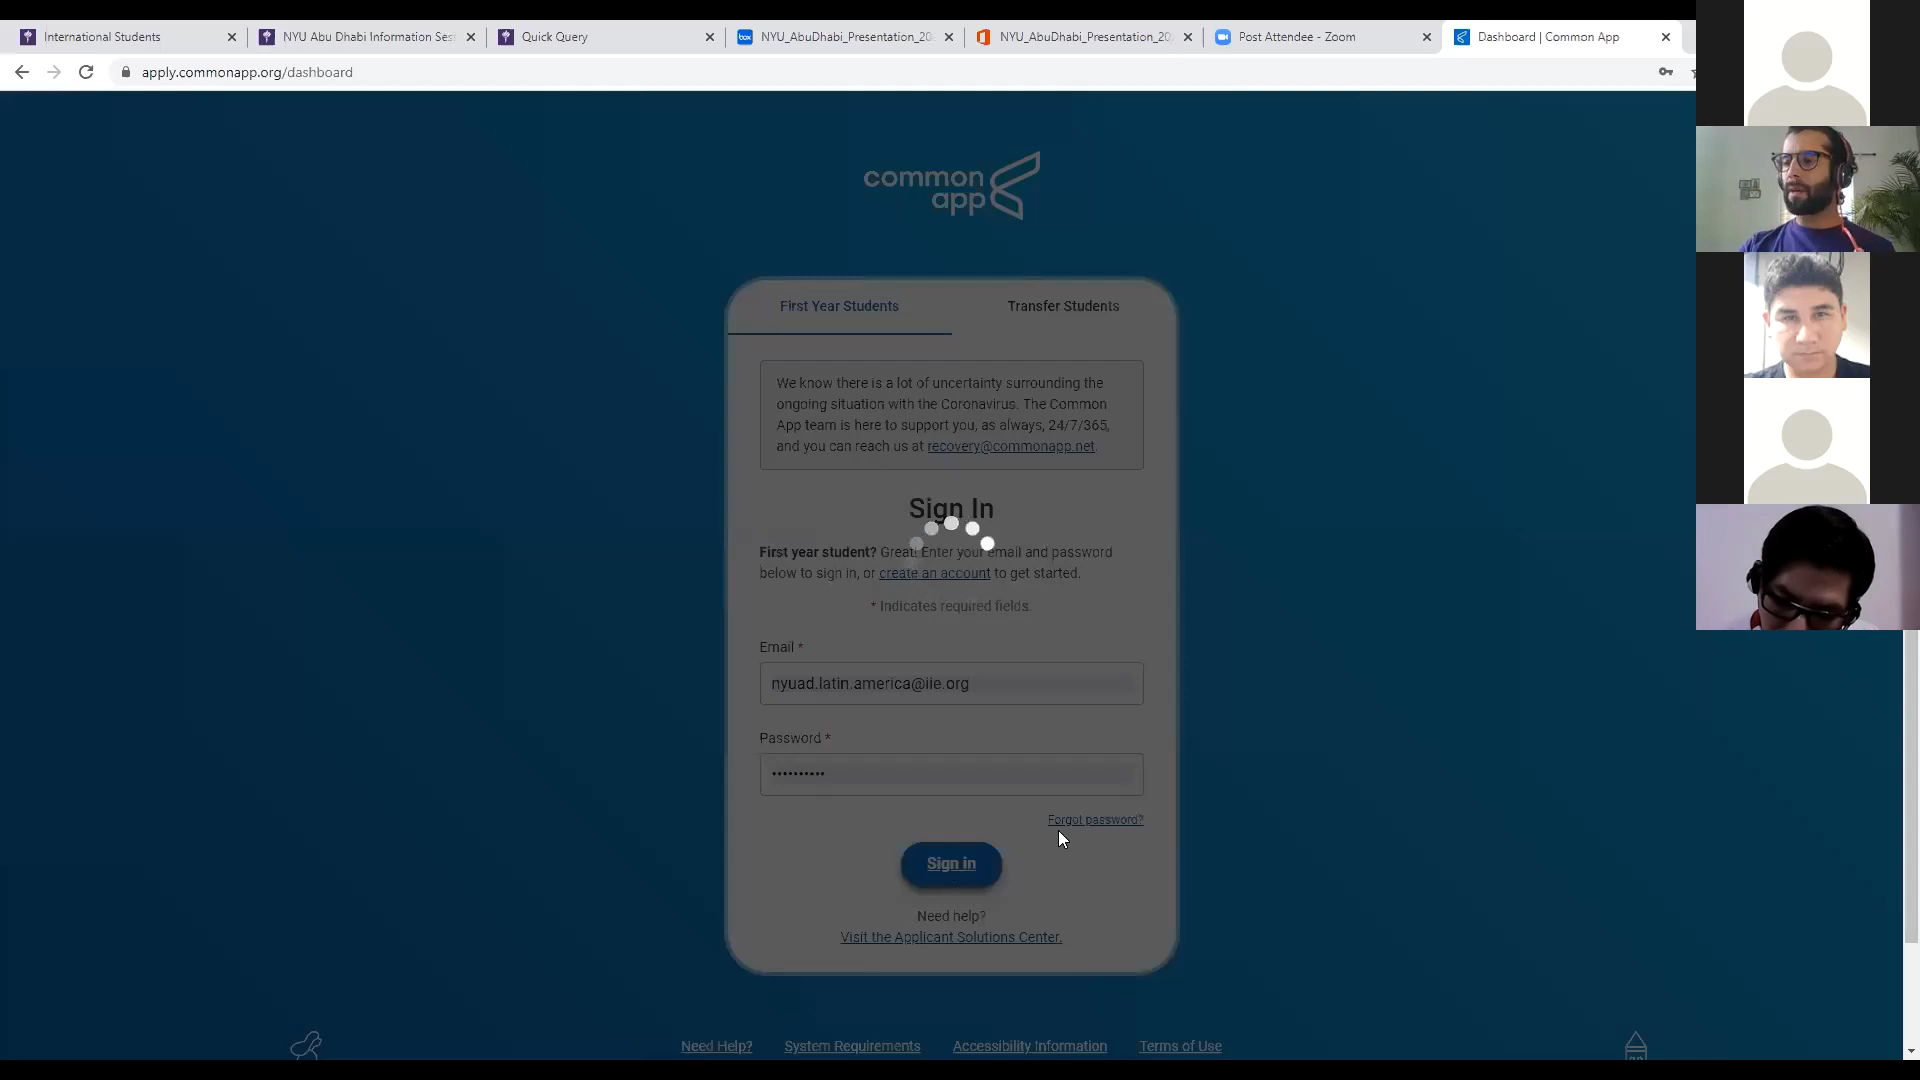 International Students
NYU Abu Dhabi Information Ses
Quick Query
NYU_AbuDhabi_Presentation_20
NYU_AbuDhabi_Presentation_20
Post Attendee - Zoom
Dashboard | Common App
apply.commonapp.org/dashboard
common
app
First Year Students
Transfer Students
We know there is a lot of uncertainty surrounding the
ongoing situation with the Coronavirus. The Common
App team is here to support you, as always, 24/7/365,
and you can reach us at recovery@commonapp.net.
Sign In
First year student? Great! Enter your email and password
below to sign in, or create an account to get started.
* Indicates required fields.
Email *
nyuad.latin.america@iie.org
Password *
••••••••••
Forgot password?
Sign in
Need help?
Visit the Applicant Solutions Center.
Need Help?
System Requirements
Accessibility Information
Terms of Use